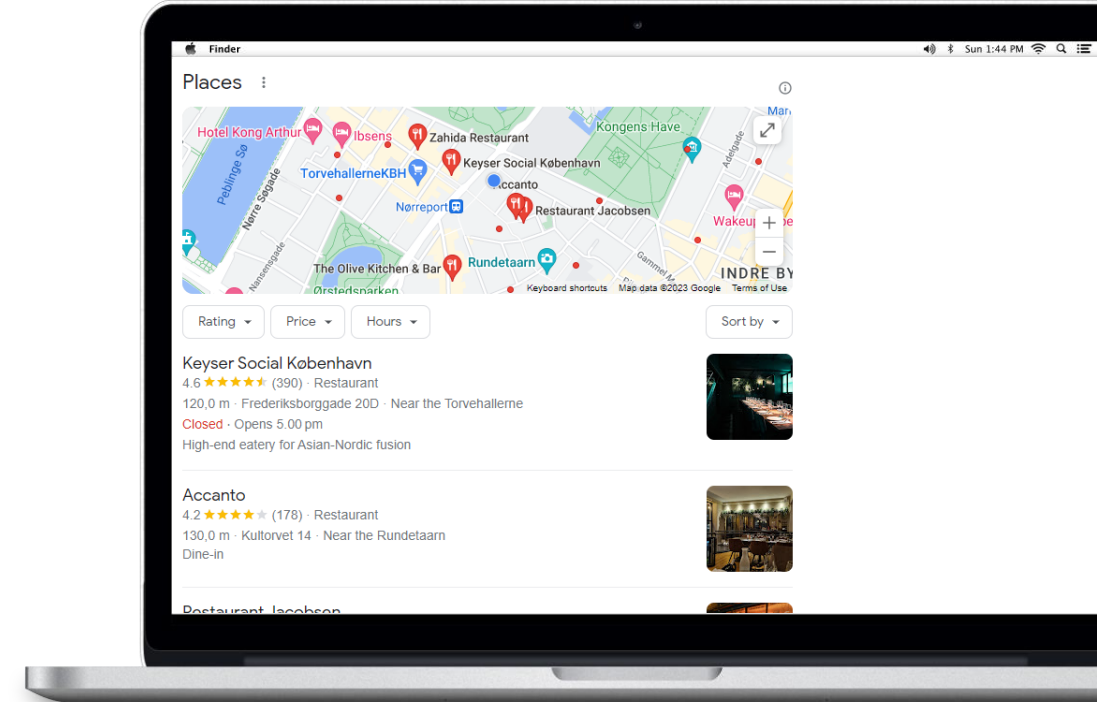 Finder
Sun 1:44 PM
Places
Hotel Kong Arthur
Ibsens
Zahida Restaurant
Kongens Have
Keyser Social København
TorvehallerneKBH
Peblinge Sø
Nørre Søgade
Adelgade
ccanto
Nørreport
Restaurant Jacobsen
Nansensgade
The Olive Kitchen & Bar
Rundetaarn
Gammel
INDRE BY
Ørstedsparken
Keyboard shortcuts Map data ©2023 Google Terms of Use
Rating Price Hours Sort by
Keyser Social København
4.6 (390) · Restaurant
120,0 m · Frederiksborggade 20D · Near the Torvehallerne
Closed · Opens 5.00 pm
High-end eatery for Asian-Nordic fusion
Accanto
4.2 (178) · Restaurant
130,0 m · Kultorvet 14 · Near the Rundetaarn
Dine-in
Restaurant Jacobsen